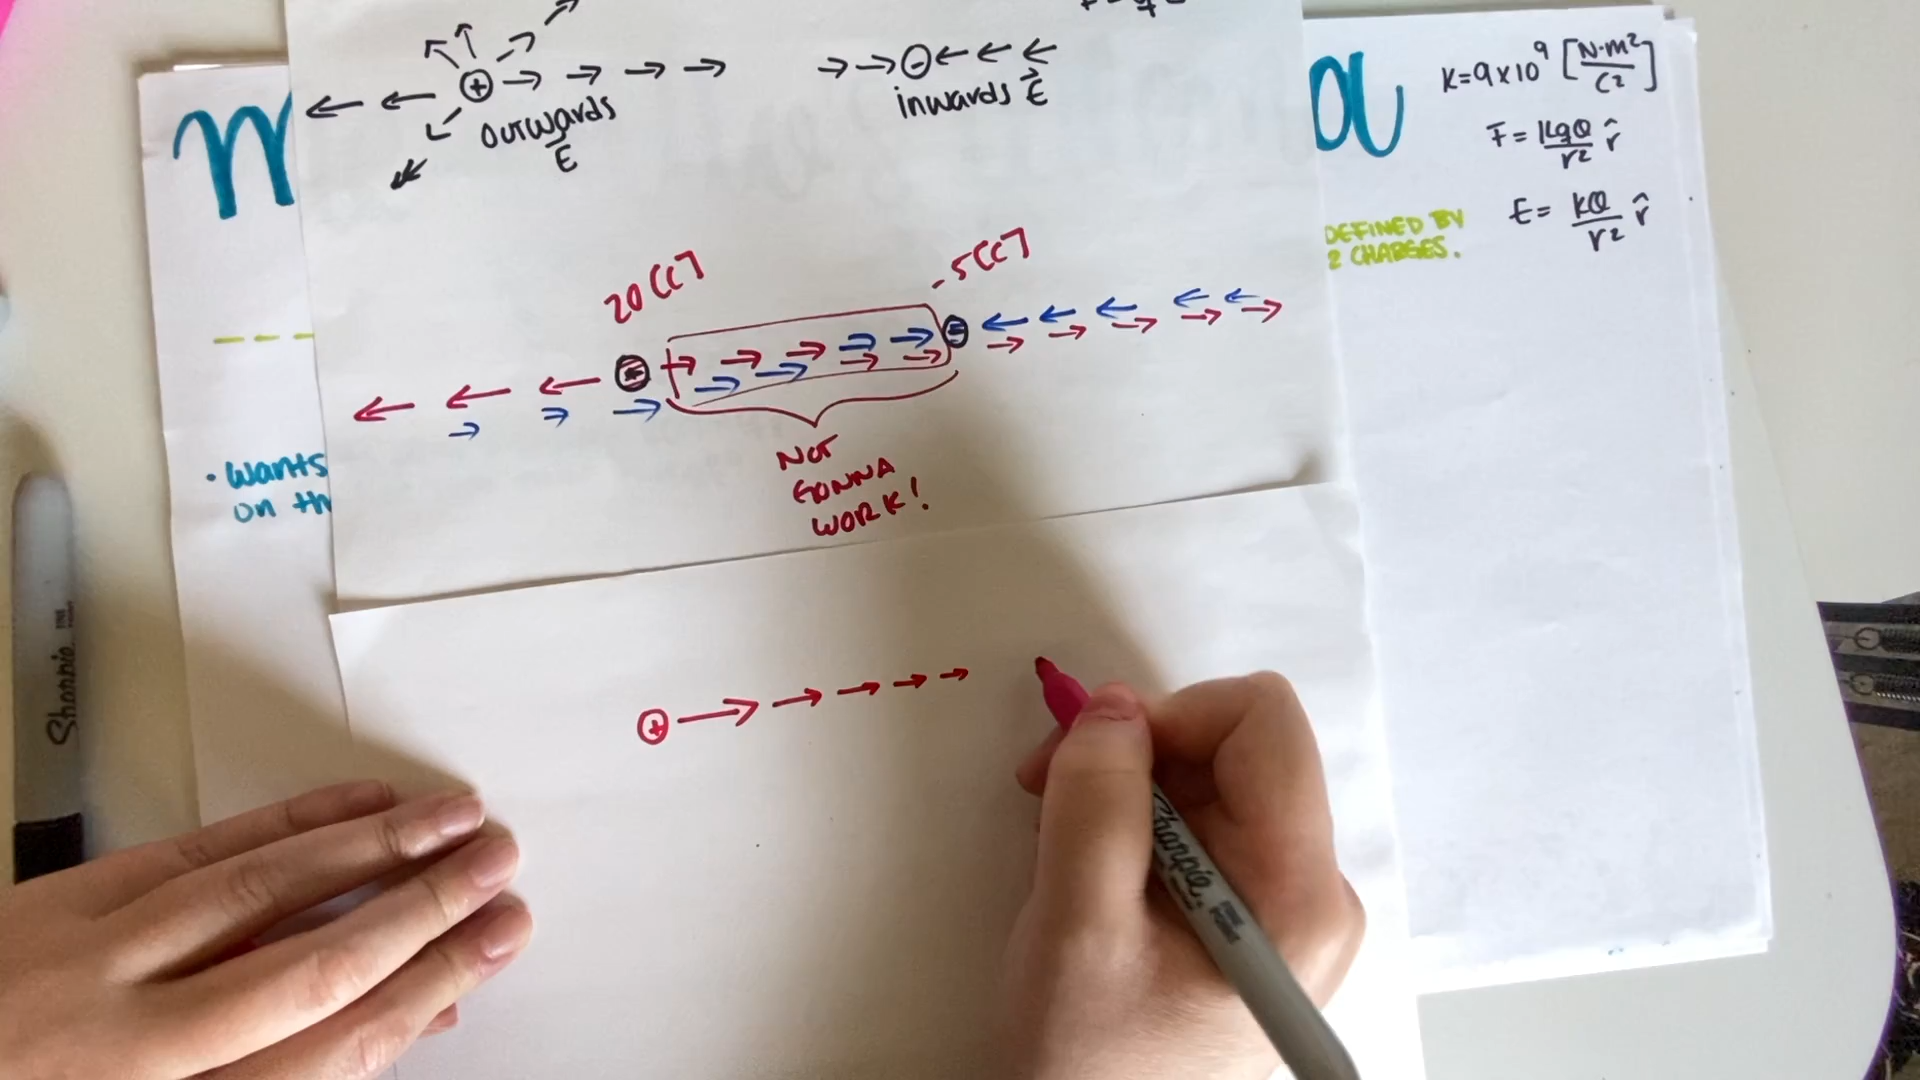 outwards
E
inwards E
20 [C]
-5 [C]
NOT
GONNA
WORK!
K=9x10⁹ [N·m²/C²]
F = kqQ/r² r̂
E = kQ/r² r̂
DEFINED BY
2 CHARGES.
• Wants
on th
Sharpie
Sharpie